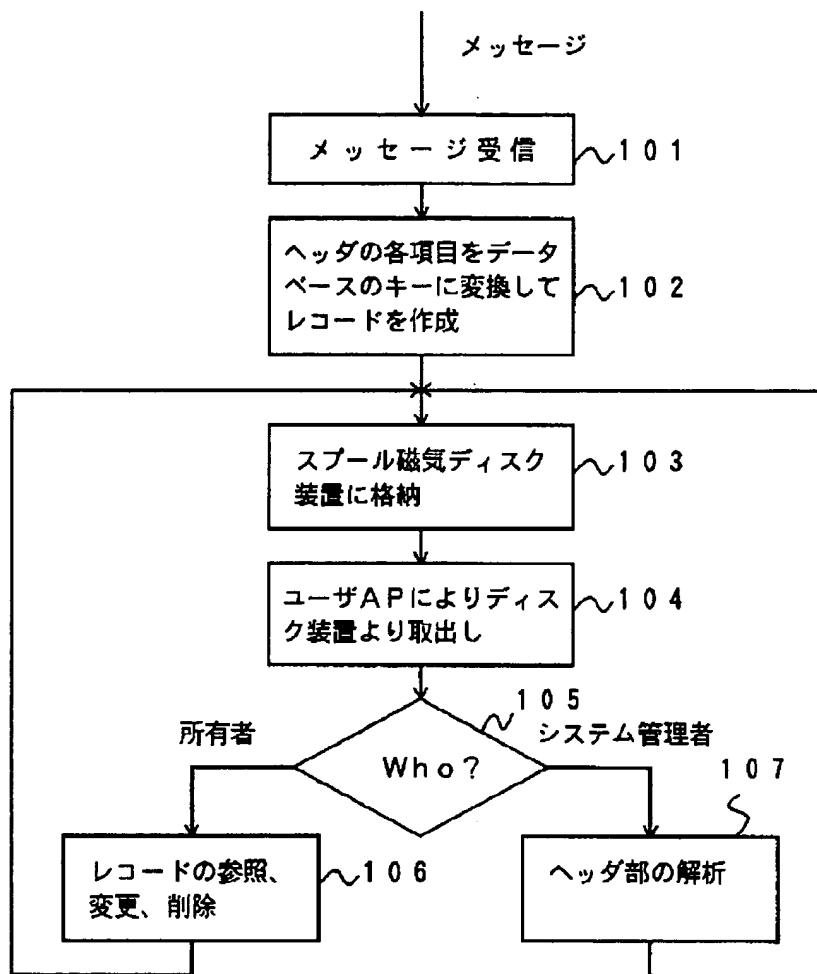 メッセージ
メッセージ受信
101
ヘッダの各項目をデータ
ベースのキーに変換して
レコードを作成
102
スプール磁気ディスク
装置に格納
103
ユーザAPによりディス
ク装置より取出し
104
105
所有者
システム管理者
Who?
107
レコードの参照、
変更、削除
106
ヘッダ部の解析